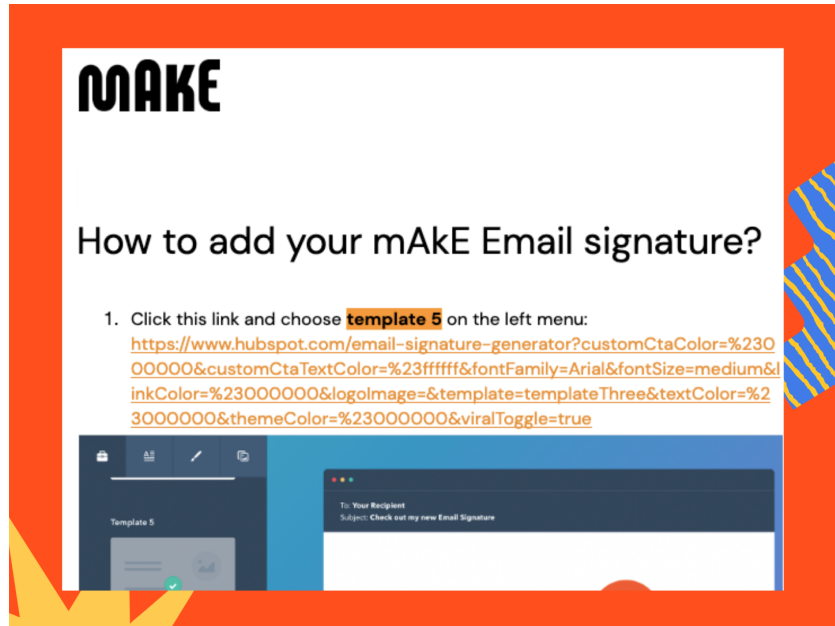 mAKE
How to add your mAkE Email signature?
1. Click this link and choose template 5 on the left menu:
https://www.hubspot.com/email-signature-generator?customCtaColor=%230
00000&customCtaTextColor=%23ffffff&fontFamily=Arial&fontSize=medium&l
inkColor=%23000000&logoImage=&template=templateThree&textColor=%2
3000000&themeColor=%23000000&viralToggle=true
Template 5
To: Your Recipient
Subject: Check out my new Email Signature